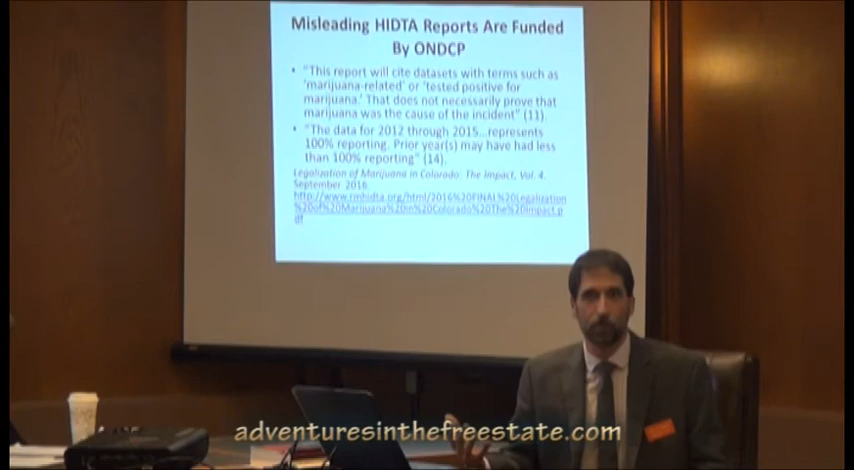 Misleading HIDTA Reports Are Funded
By ONDCP
• "This report will cite datasets with terms such as
'marijuana-related' or 'tested positive for
marijuana.' That does not necessarily prove that
marijuana was the cause of the incident" (11).
• "The data for 2012 through 2015...represents
100% reporting. Prior year(s) may have had less
than 100% reporting" (14).
Legalization of Marijuana in Colorado: The Impact, Vol. 4.
September 2016.
http://www.rmhidta.org/html/2016%20FINAL%20Legalization
%20of%20Marijuana%20in%20Colorado%20The%20Impact.p
df
adventuresinthefreestate.com